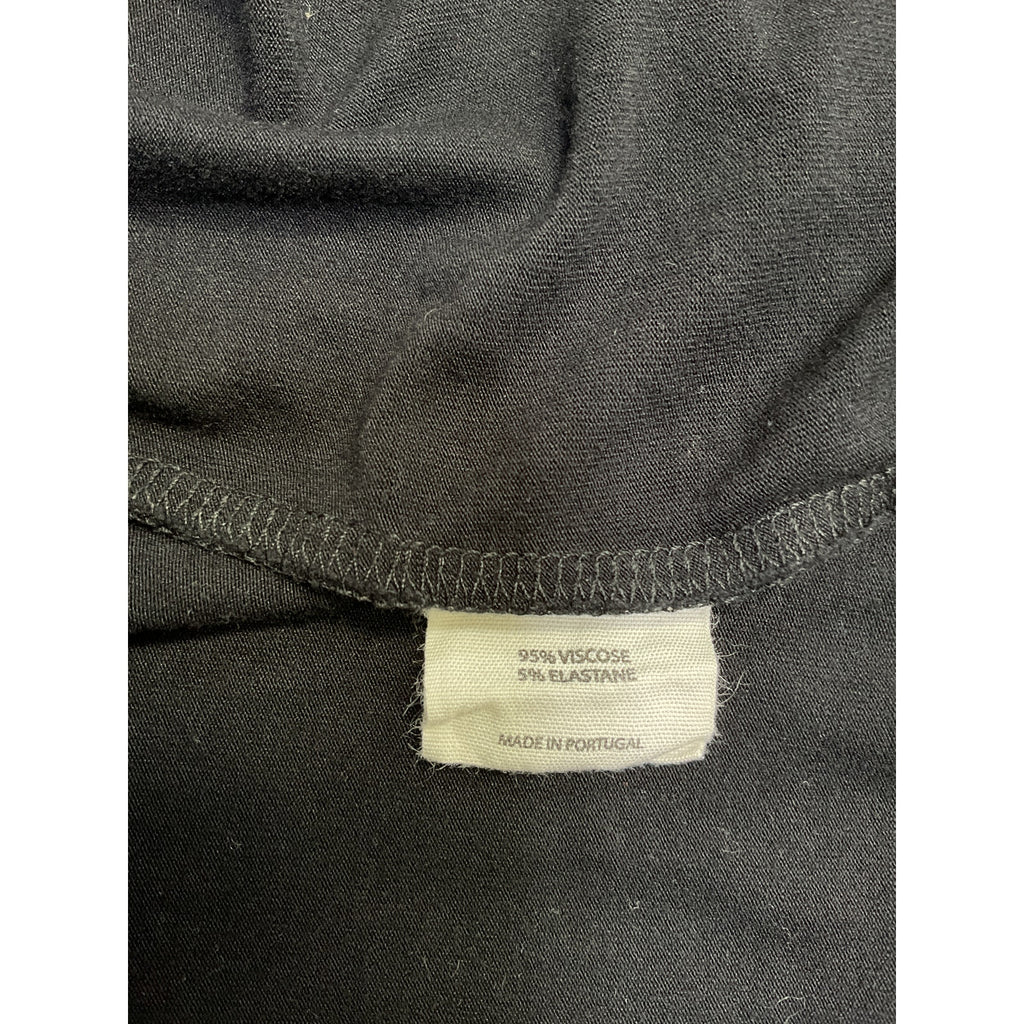 95% VISCOSE
5% ELASTANE
MADE IN PORTUGAL